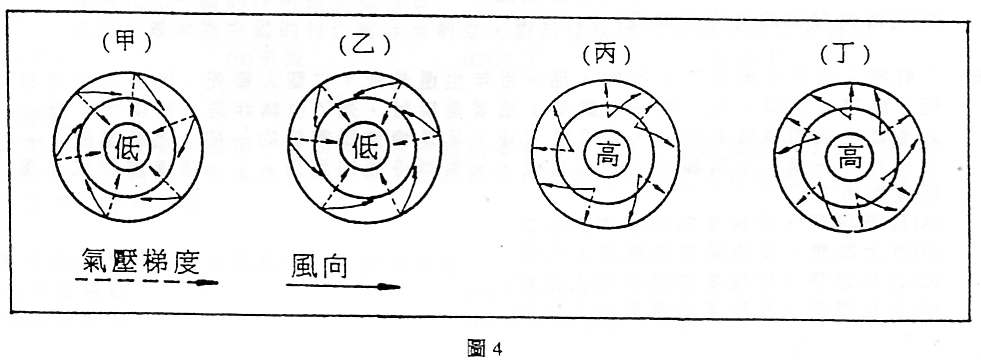 (甲) (乙) (丙) (丁)
低 低 高 高
氣壓梯度 風向
圖 4